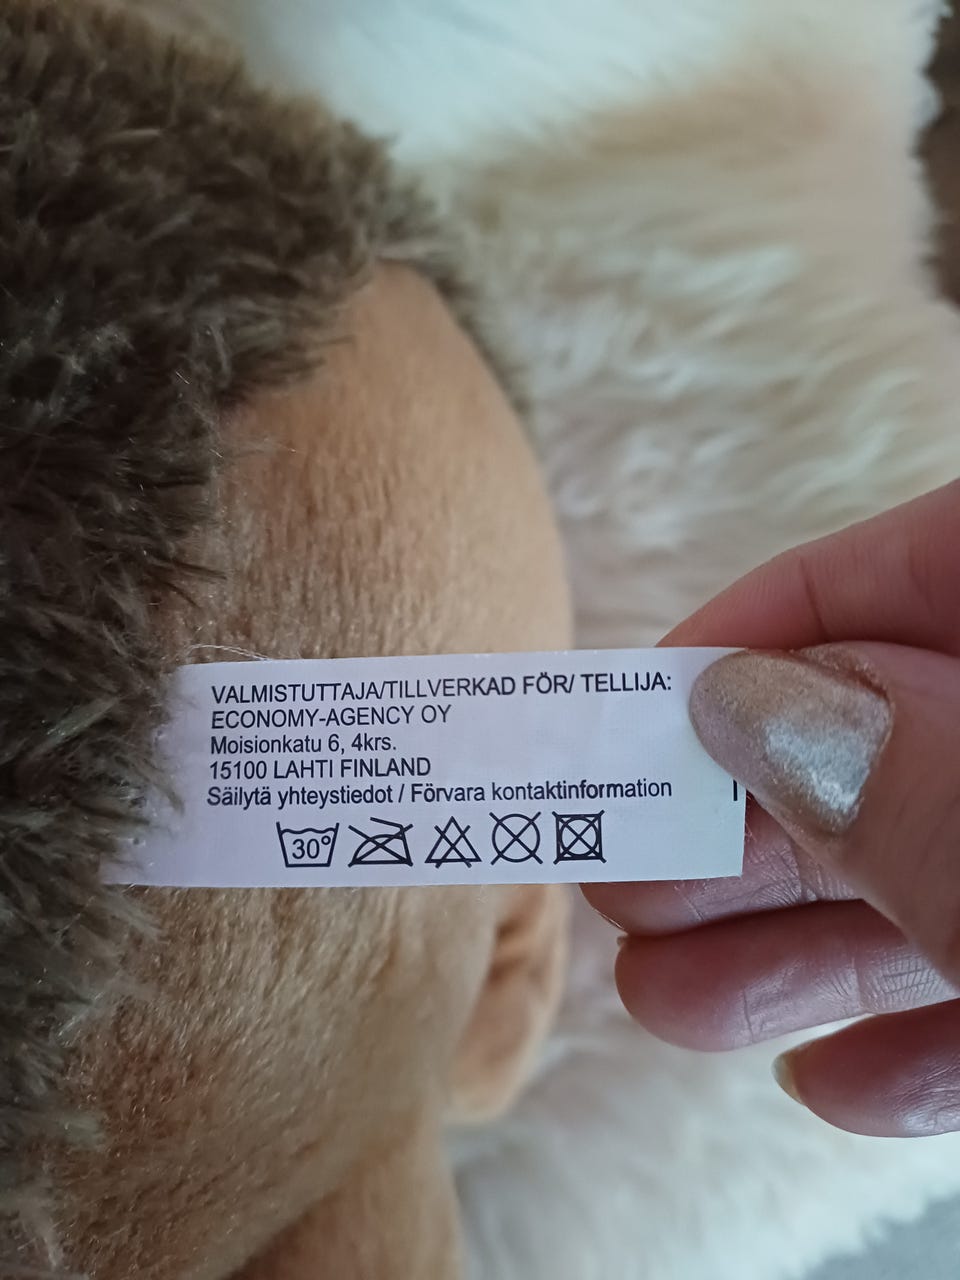 VALMISTUTTAJA/TILLVERKAD FÖR/ TELLIJA:
ECONOMY-AGENCY OY
Moisionkatu 6, 4krs.
15100 LAHTI FINLAND
Säilytä yhteystiedot / Förvara kontaktinformation
30°